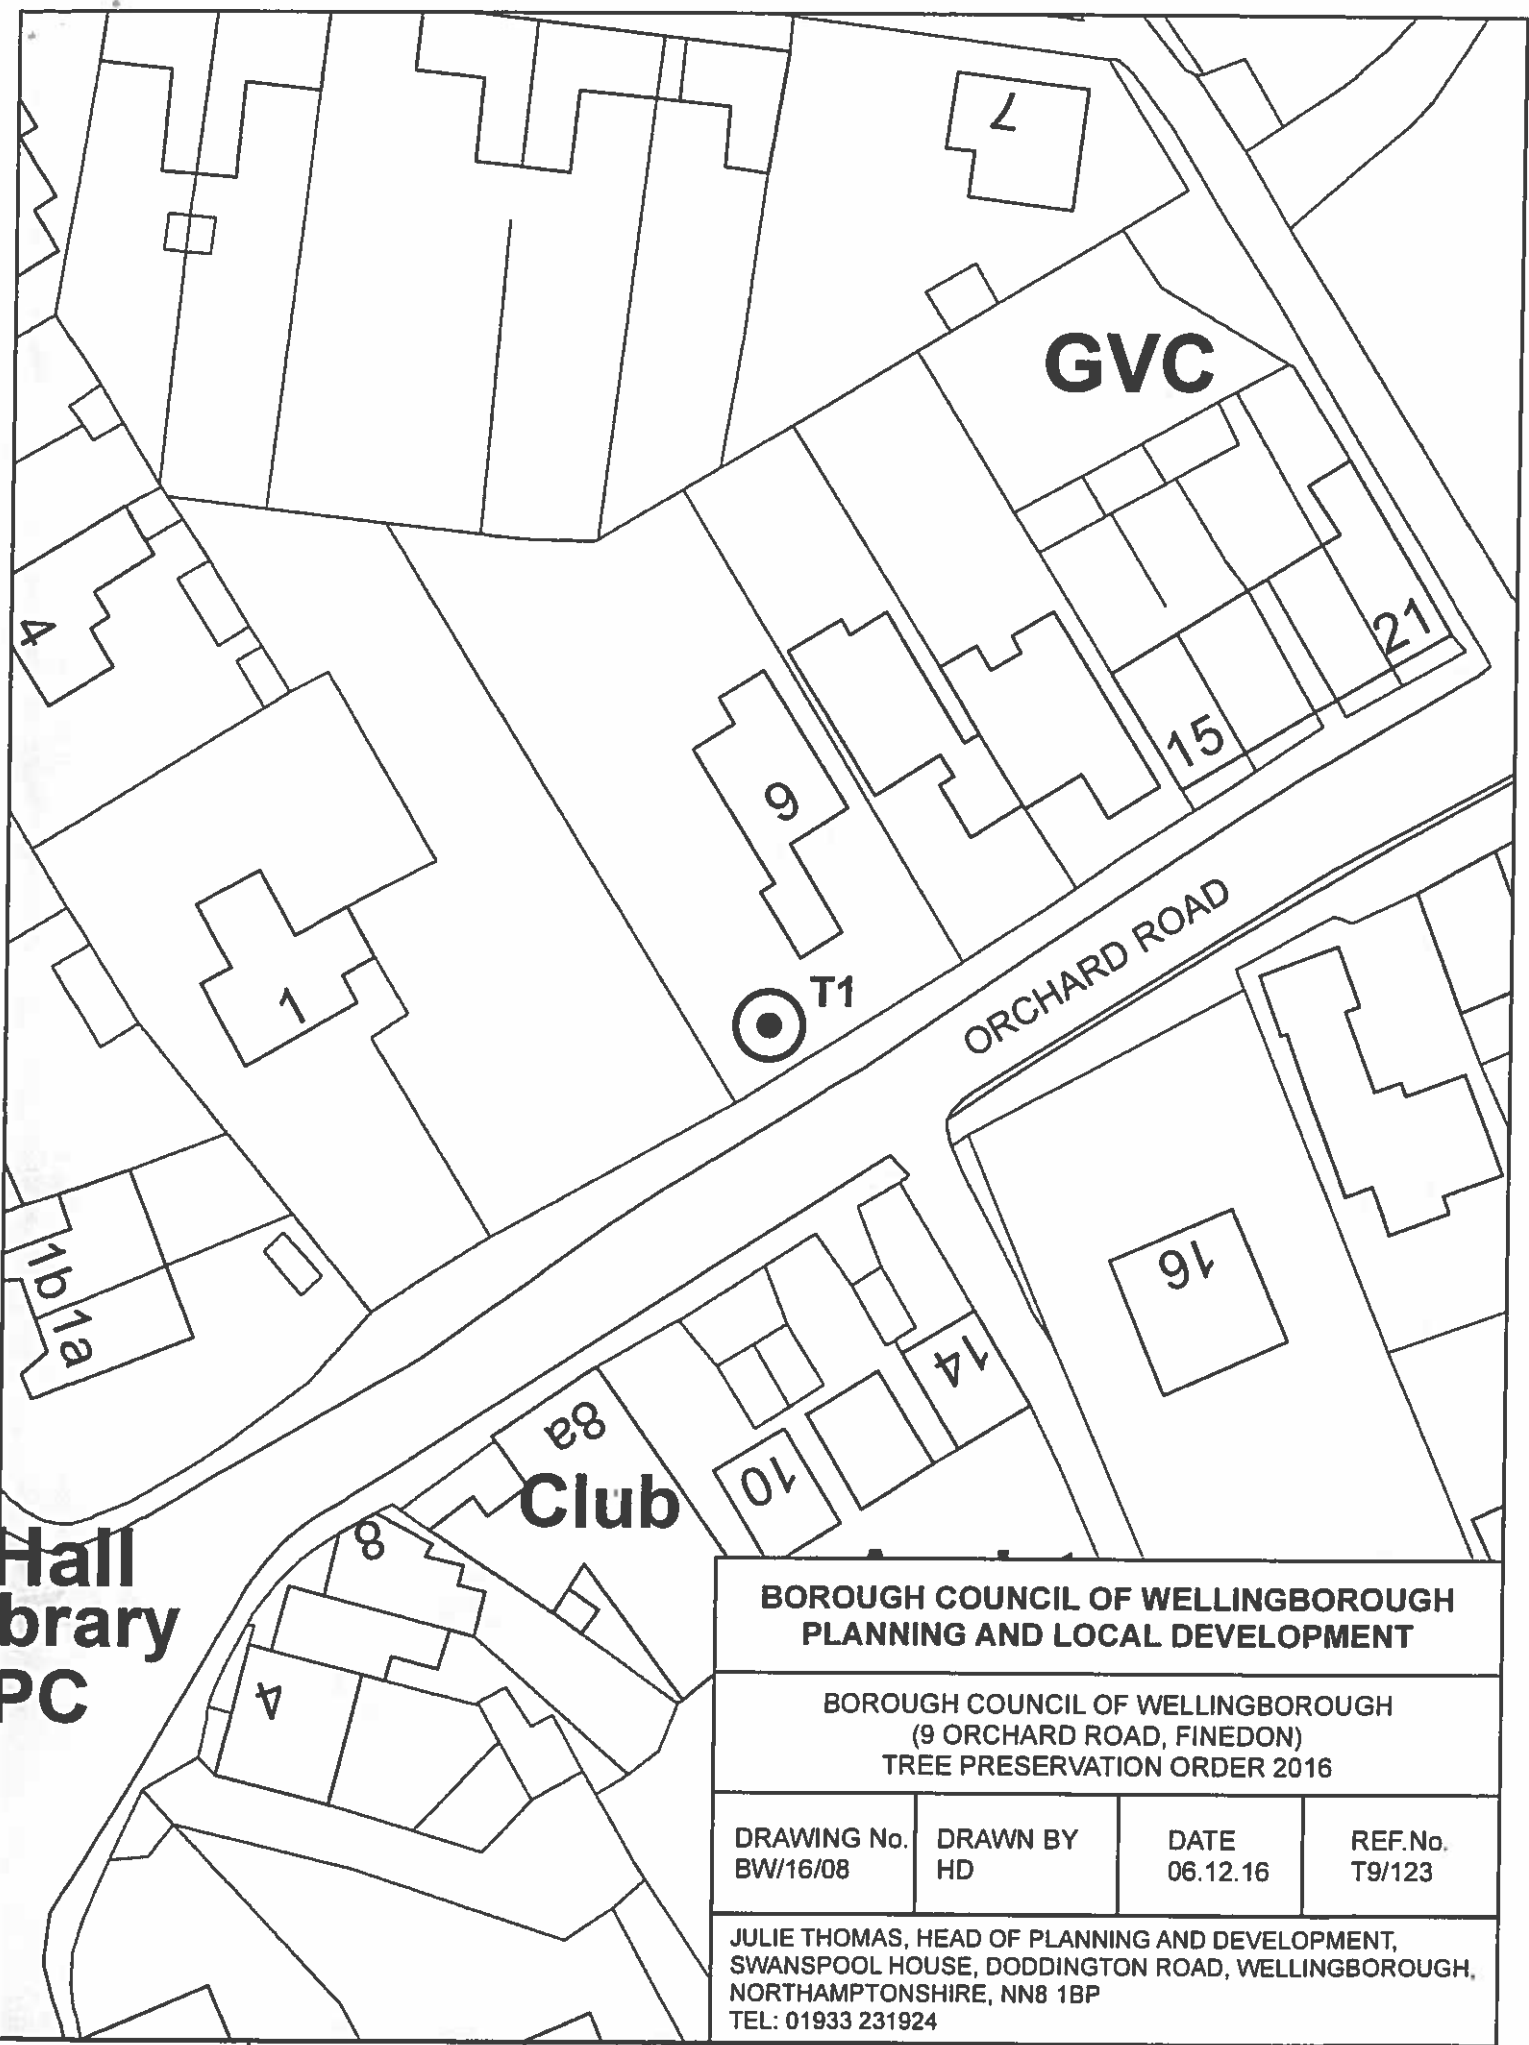 7
GVC
4
21
15
9
T1
ORCHARD ROAD
1
16
1b
1a
14
8a
10
Club
8
Hall
brary
PC
4
BOROUGH COUNCIL OF WELLINGBOROUGH
PLANNING AND LOCAL DEVELOPMENT
BOROUGH COUNCIL OF WELLINGBOROUGH
(9 ORCHARD ROAD, FINEDON)
TREE PRESERVATION ORDER 2016
DRAWING No.
BW/16/08
DRAWN BY
HD
DATE
06.12.16
REF.No.
T9/123
JULIE THOMAS, HEAD OF PLANNING AND DEVELOPMENT,
SWANSPOOL HOUSE, DODDINGTON ROAD, WELLINGBOROUGH,
NORTHAMPTONSHIRE, NN8 1BP
TEL: 01933 231924